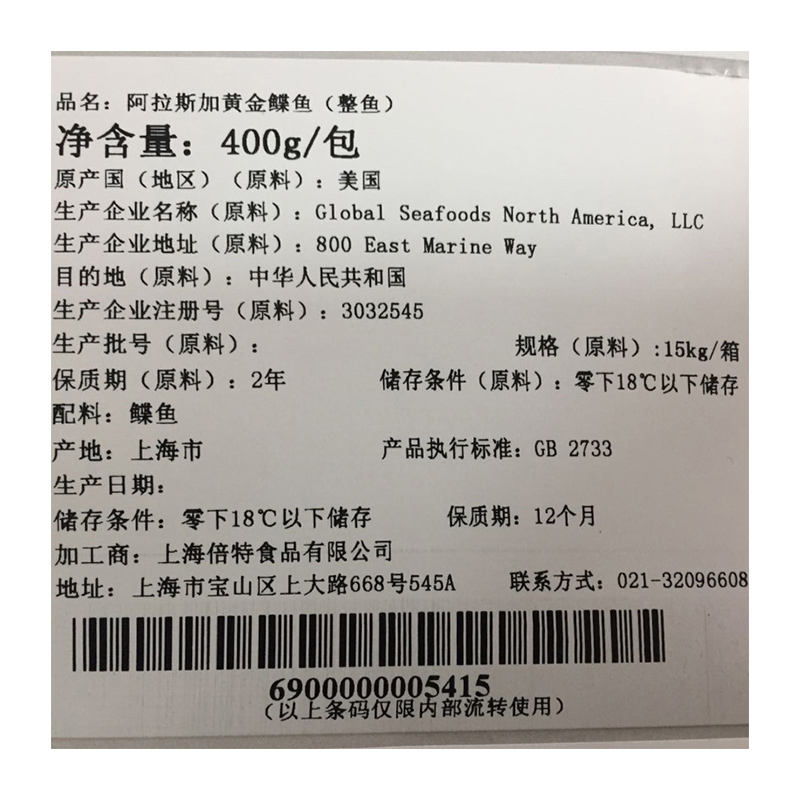 品名：阿拉斯加黄金鲽鱼（整鱼）
净含量：400g/包
原产国（地区）（原料）：美国
生产企业名称（原料）：Global Seafoods North America, LLC
生产企业地址（原料）：800 East Marine Way
目的地（原料）：中华人民共和国
生产企业注册号（原料）：3032545
生产批号（原料）： 规格（原料）:15kg/箱
保质期（原料）：2年 储存条件（原料）：零下18℃以下储存
配料：鲽鱼
产地：上海市 产品执行标准：GB 2733
生产日期：
储存条件：零下18℃以下储存 保质期：12个月
加工商：上海倍特食品有限公司
地址：上海市宝山区上大路668号545A 联系方式：021-32096608
6900000005415
（以上条码仅限内部流转使用）